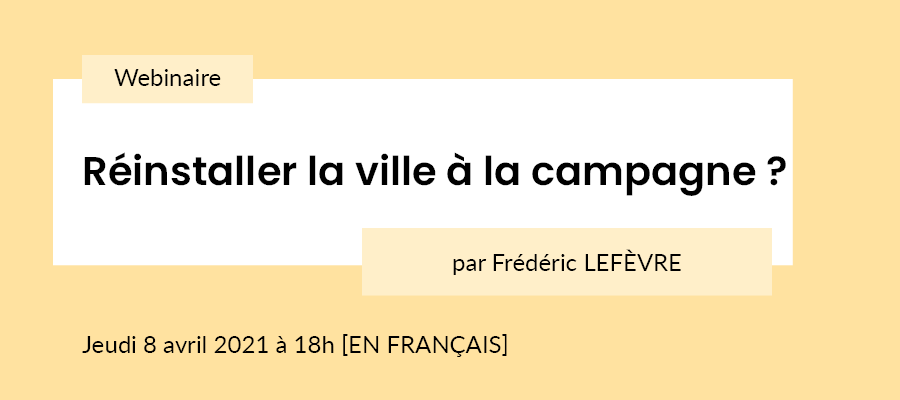 Webinaire
Réinstaller la ville à la campagne ?
par Frédéric LEFÈVRE
Jeudi 8 avril 2021 à 18h [EN FRANÇAIS]